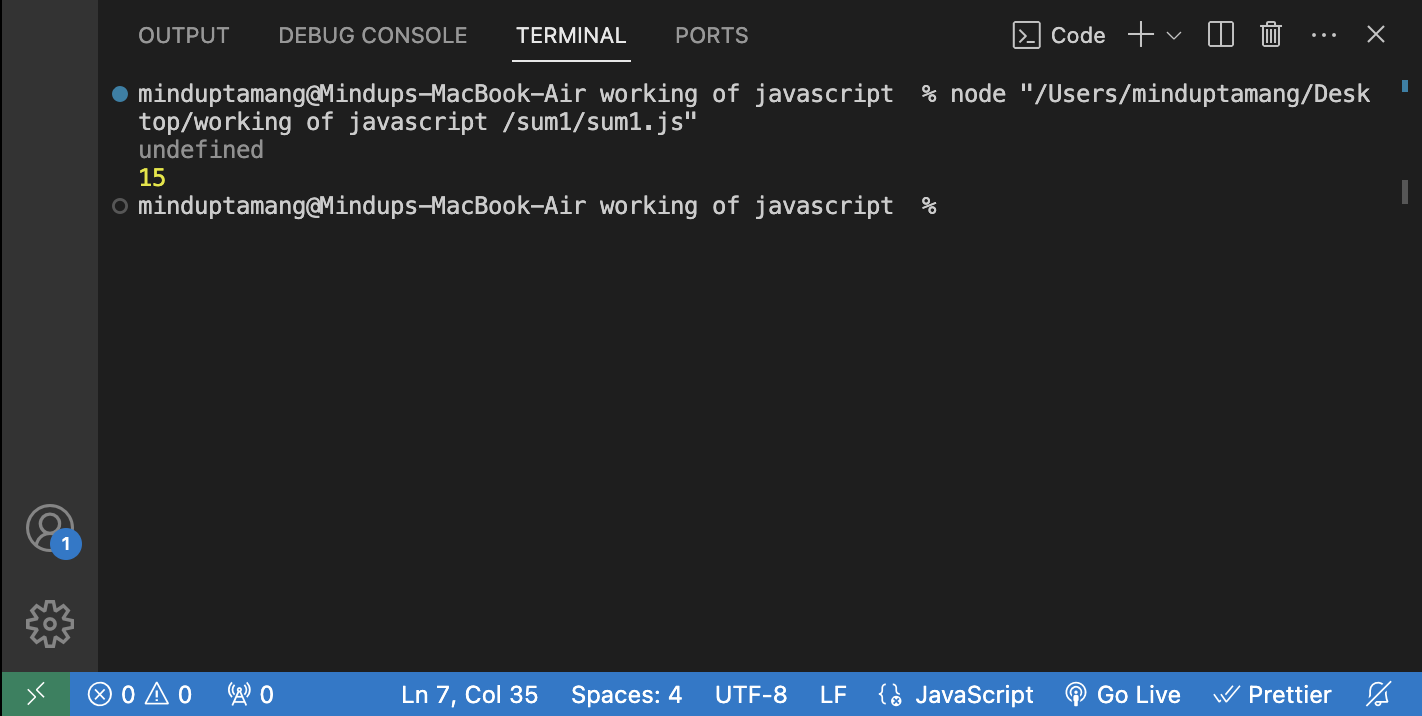 OUTPUT DEBUG CONSOLE TERMINAL PORTS Code
minduptamang@Mindups-MacBook-Air working of javascript  % node "/Users/minduptamang/Desk
top/working of javascript /sum1/sum1.js"
undefined
15
minduptamang@Mindups-MacBook-Air working of javascript  %
1
0 0 0 Ln 7, Col 35 Spaces: 4 UTF-8 LF JavaScript Go Live Prettier